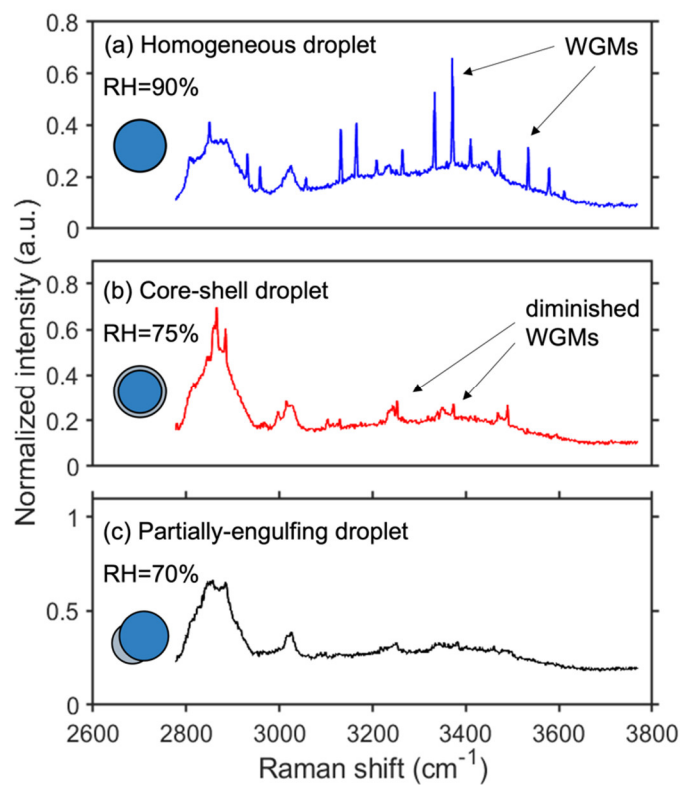 0.8
(a) Homogeneous droplet
WGMs
0.6
RH=90%
0.4
0.2
0
0.8
(b) Core-shell droplet
diminished
WGMs
0.6
RH=75%
0.4
0.2
0
1
(c) Partially-engulfing droplet
RH=70%
0.5
0
2600 2800 3000 3200 3400 3600 3800
Raman shift (cm⁻¹)
Normalized intensity (a.u.)